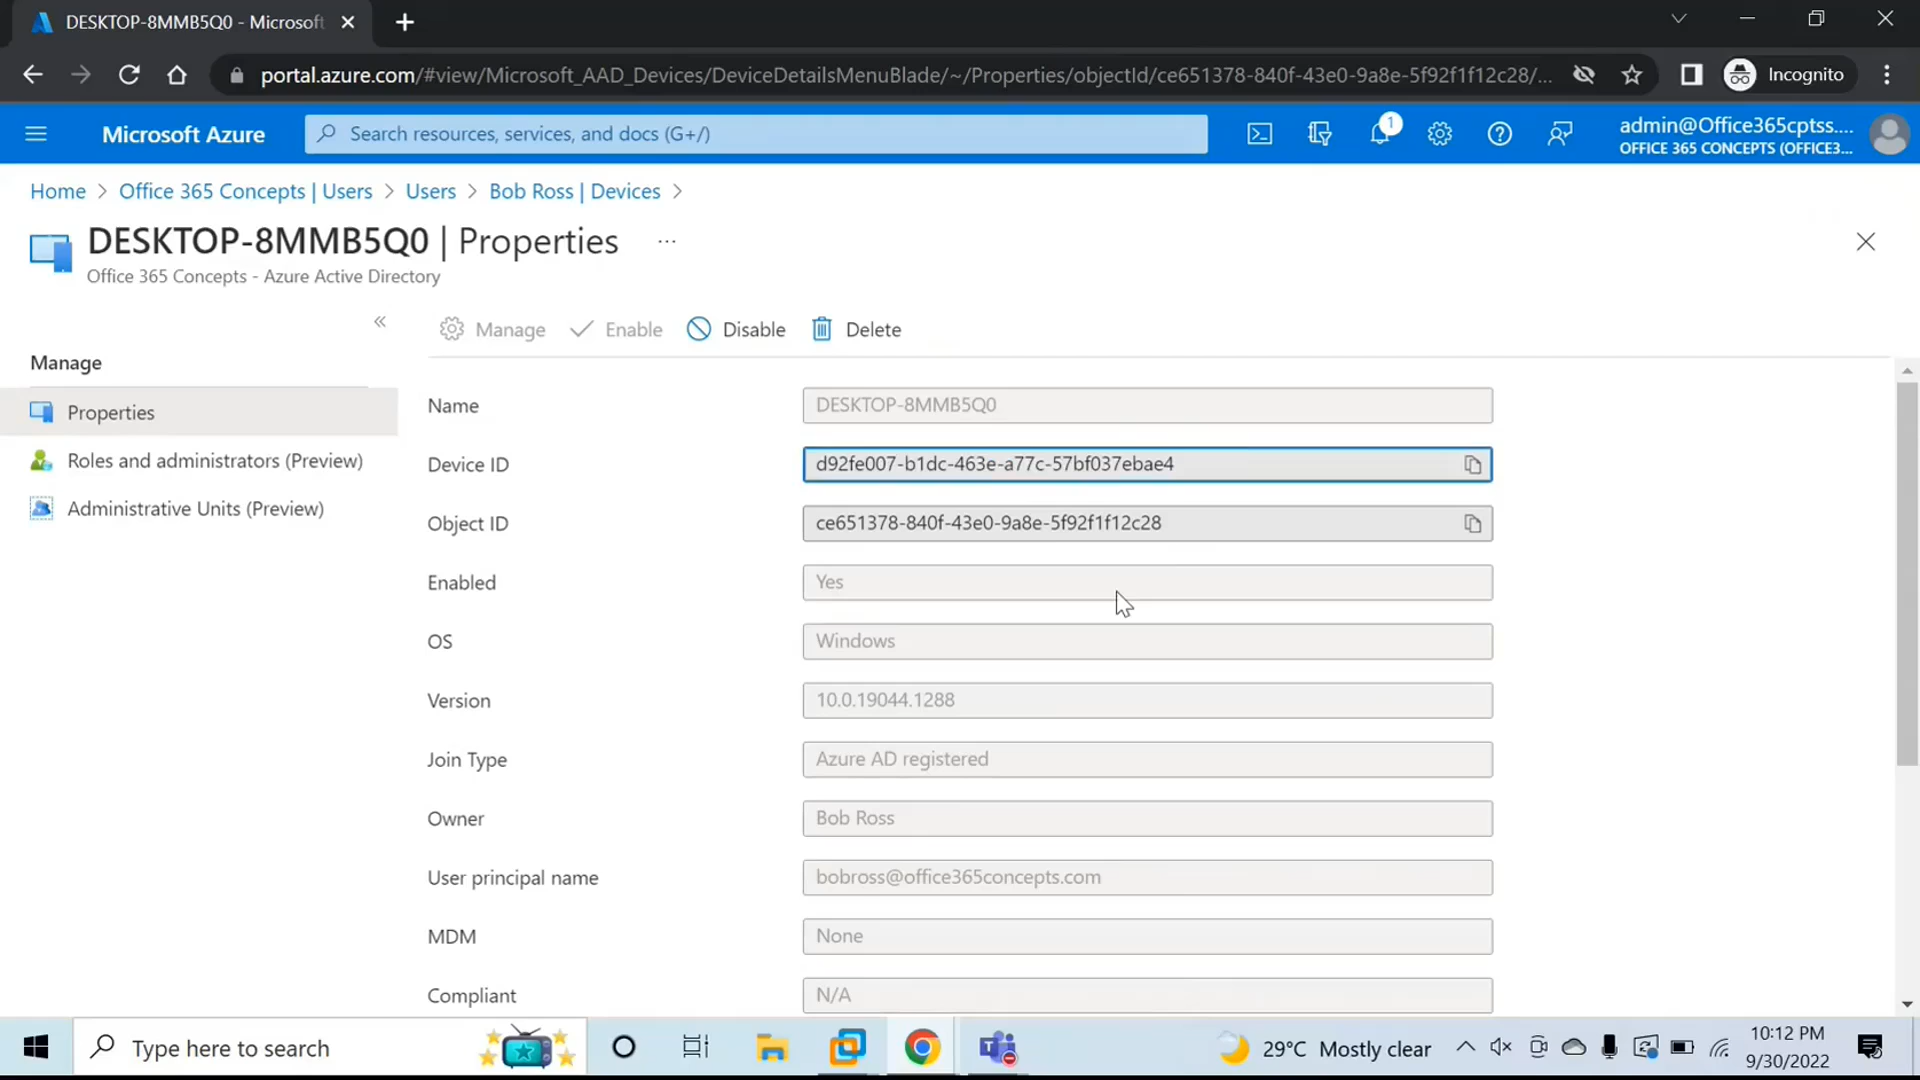 DESKTOP-8MMB5Q0 - Microsoft
portal.azure.com/#view/Microsoft_AAD_Devices/DeviceDetailsMenuBlade/~/Properties/objectId/ce651378-840f-43e0-9a8e-5f92f1f12c28/...
Incognito
Microsoft Azure
Search resources, services, and docs (G+/)
1
admin@Office365cptss....
OFFICE 365 CONCEPTS (OFFICE3...
Home > Office 365 Concepts | Users > Users > Bob Ross | Devices >
DESKTOP-8MMB5Q0 | Properties ...
Office 365 Concepts - Azure Active Directory
«
Manage
Enable
Disable
Delete
Manage
Properties
Roles and administrators (Preview)
Administrative Units (Preview)
Name DESKTOP-8MMB5Q0
Device ID d92fe007-b1dc-463e-a77c-57bf037ebae4
Object ID ce651378-840f-43e0-9a8e-5f92f1f12c28
Enabled Yes
OS Windows
Version 10.0.19044.1288
Join Type Azure AD registered
Owner Bob Ross
User principal name bobross@office365concepts.com
MDM None
Compliant N/A
Type here to search
29°C Mostly clear
10:12 PM
9/30/2022